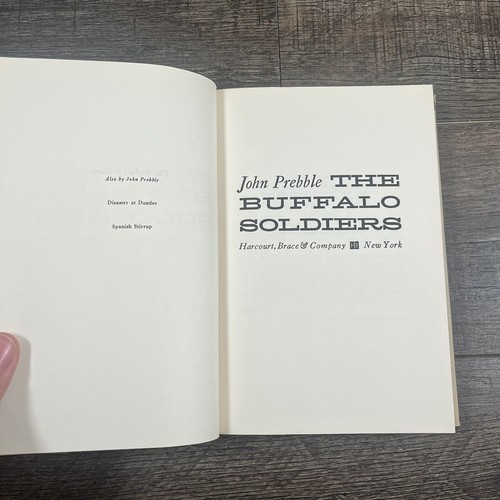 Also by John Prebble
Disaster at Dundee
Spanish Stirrup
John Prebble THE
BUFFALO
SOLDIERS
Harcourt, Brace & Company New York